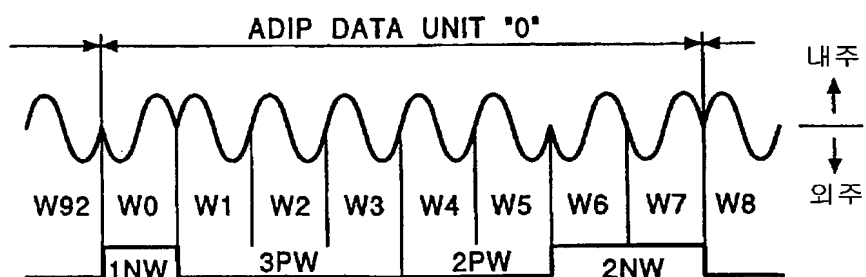 ADIP DATA UNIT "0"
내주
W92 W0 W1 W2 W3 W4 W5 W6 W7 W8
외주
1NW 3PW 2PW 2NW